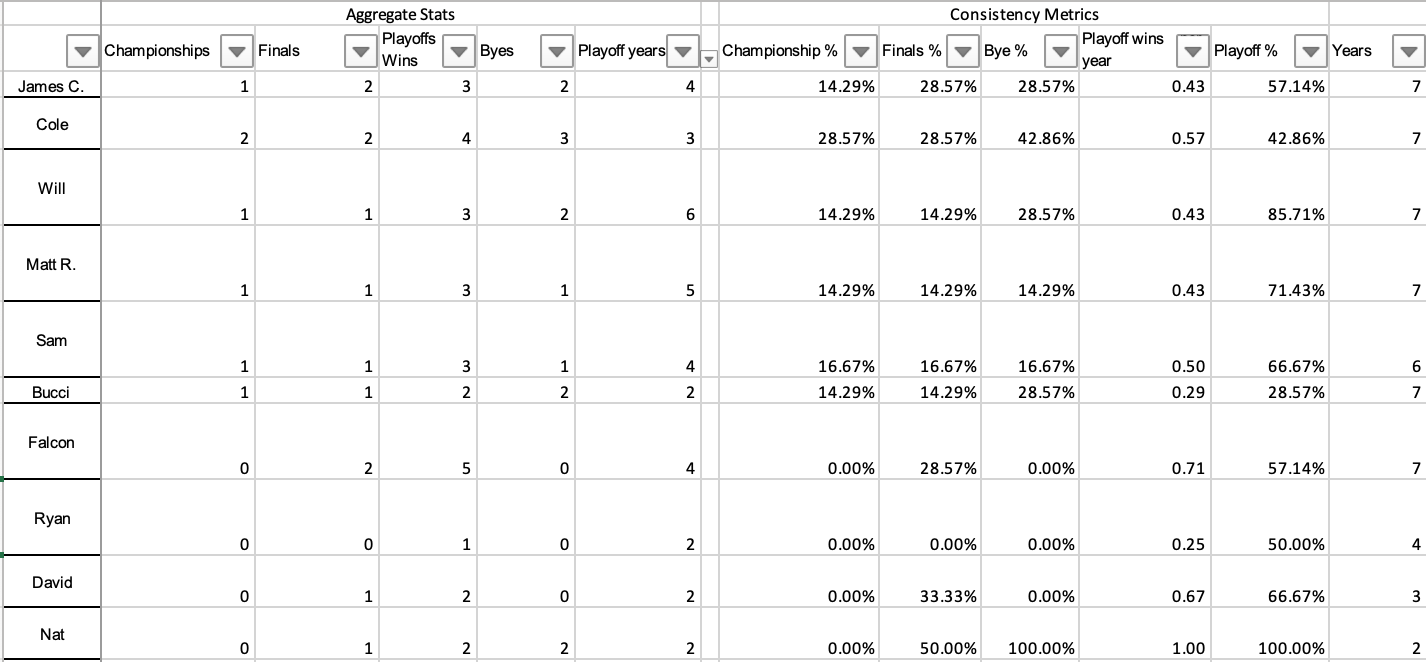 Aggregate Stats Consistency Metrics
Championships Finals Playoffs Wins Byes Playoff years Championship % Finals % Bye % Playoff wins year Playoff % Years
James C. 1 2 3 2 4 14.29% 28.57% 28.57% 0.43 57.14% 7
Cole 2 2 4 3 3 28.57% 28.57% 42.86% 0.57 42.86% 7
Will 1 1 3 2 6 14.29% 14.29% 28.57% 0.43 85.71% 7
Matt R. 1 1 3 1 5 14.29% 14.29% 14.29% 0.43 71.43% 7
Sam 1 1 3 1 4 16.67% 16.67% 16.67% 0.50 66.67% 6
Bucci 1 1 2 2 2 14.29% 14.29% 28.57% 0.29 28.57% 7
Falcon 0 2 5 0 4 0.00% 28.57% 0.00% 0.71 57.14% 7
Ryan 0 0 1 0 2 0.00% 0.00% 0.00% 0.25 50.00% 4
David 0 1 2 0 2 0.00% 33.33% 0.00% 0.67 66.67% 3
Nat 0 1 2 2 2 0.00% 50.00% 100.00% 1.00 100.00% 2